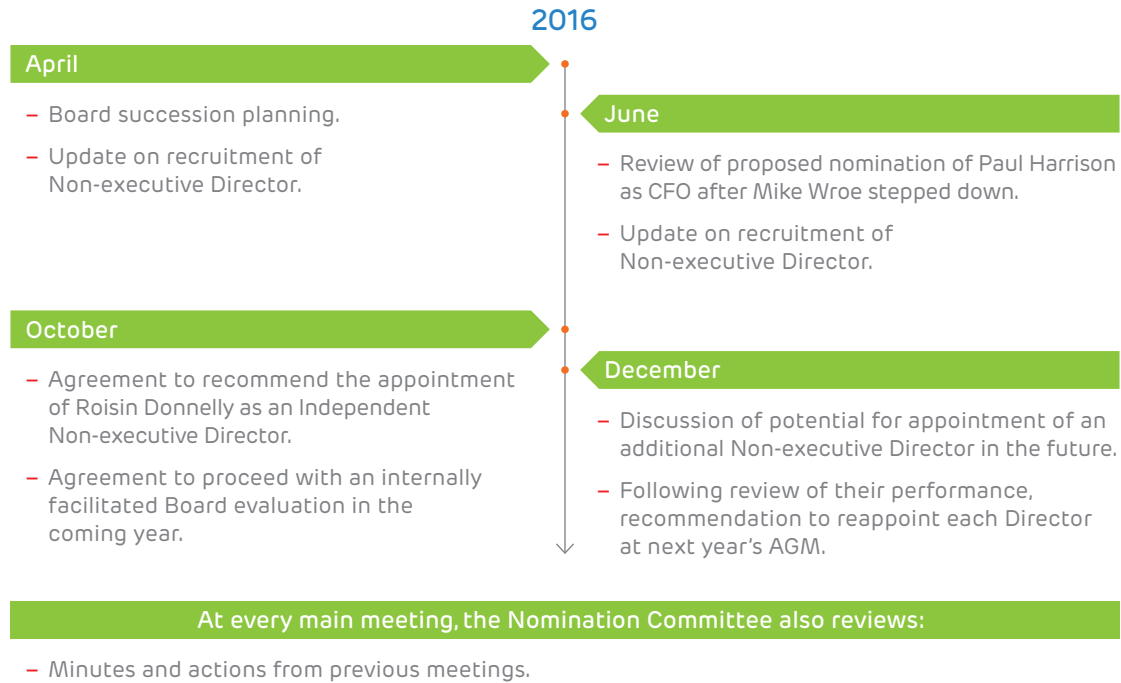 2016
April
– Board succession planning.
– Update on recruitment of
Non-executive Director.
June
– Review of proposed nomination of Paul Harrison
as CFO after Mike Wroe stepped down.
– Update on recruitment of
Non-executive Director.
October
– Agreement to recommend the appointment
of Roisin Donnelly as an Independent
Non-executive Director.
– Agreement to proceed with an internally
facilitated Board evaluation in the
coming year.
December
– Discussion of potential for appointment of an
additional Non-executive Director in the future.
– Following review of their performance,
recommendation to reappoint each Director
at next year's AGM.
At every main meeting, the Nomination Committee also reviews:
– Minutes and actions from previous meetings.